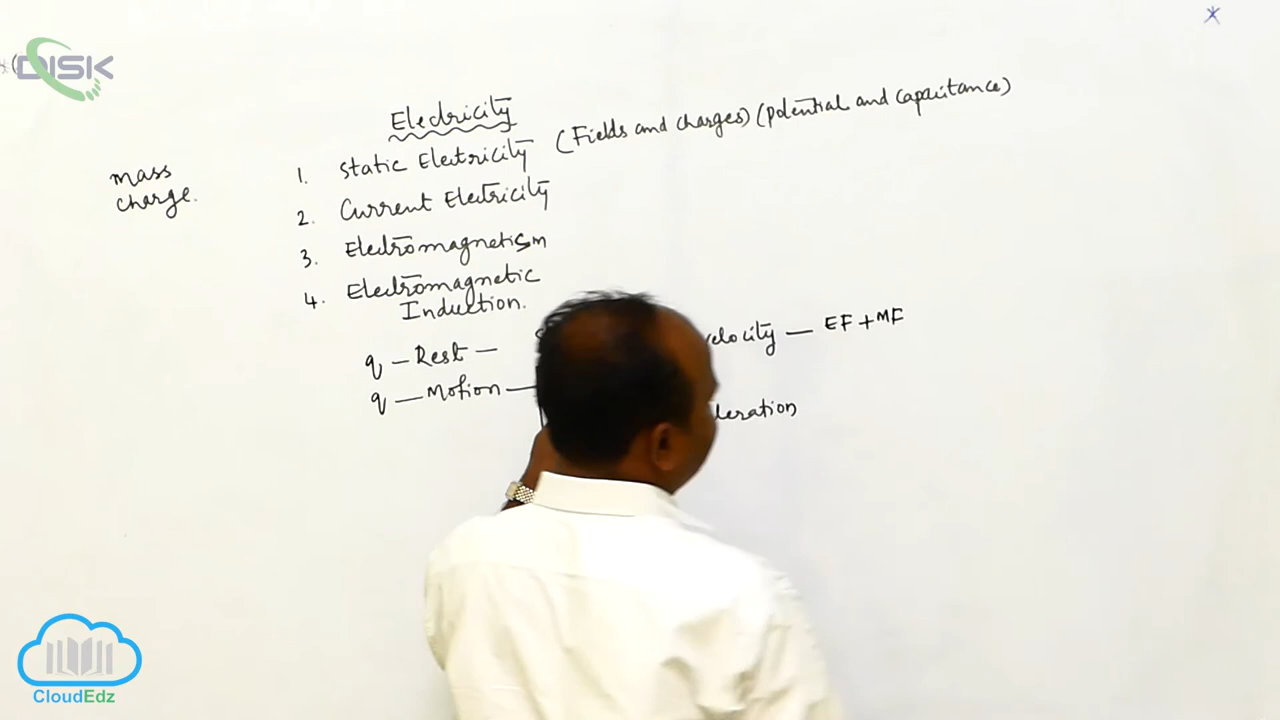 DISK
Electricity
mass
charge.
1. Static Electricity (Fields and charges) (potential and capacitance)
2. Current Electricity
3. Electromagnetism
4. Electromagnetic
Induction.
q — Rest —
q — Motion —
velocity — EF + MF
CloudEdz